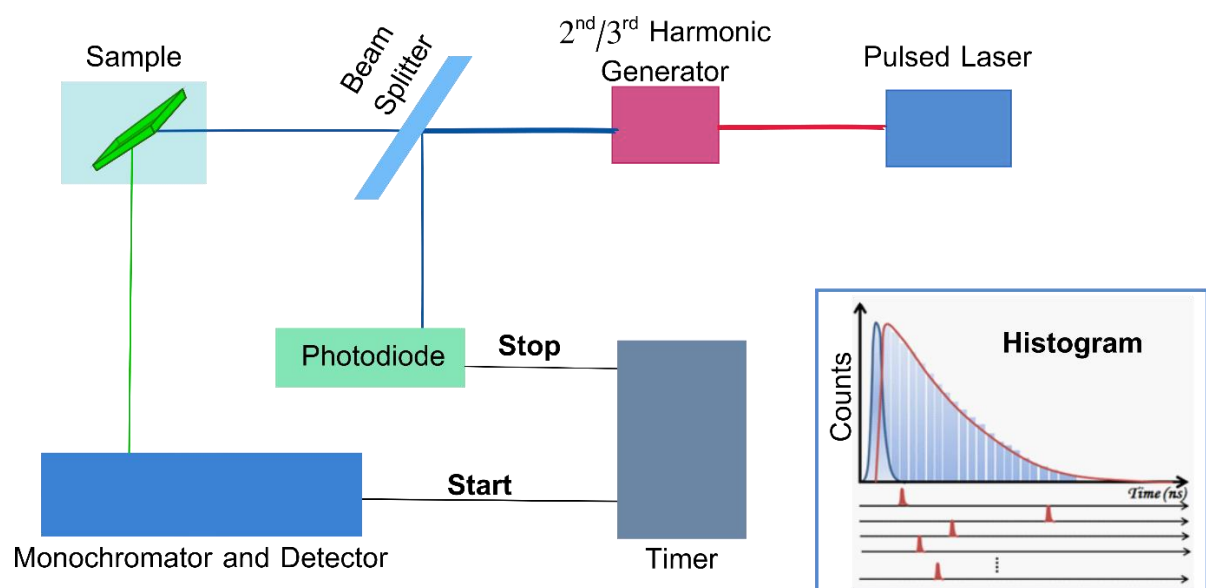 Sample
Beam
Splitter
2nd/3rd Harmonic
Generator
Pulsed Laser
Photodiode
Stop
Start
Monochromator and Detector
Timer
Histogram
Counts
Time (ns)